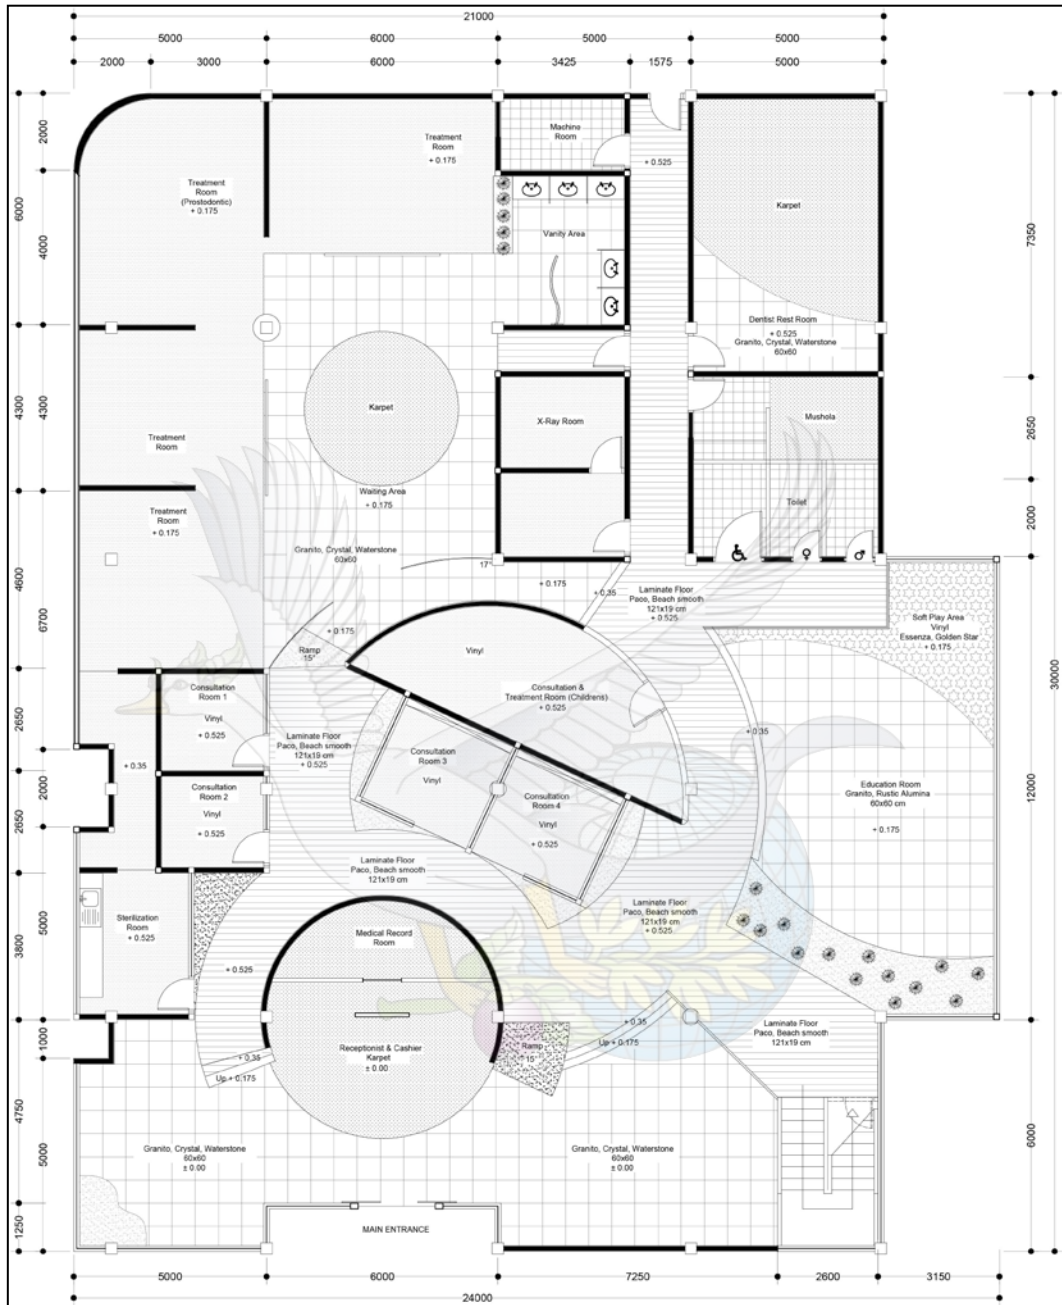 21000
5000
6000
5000
5000
2000
3000
6000
3425
1575
5000
2000
6000
4000
4300
4300
4600
6700
2650
2000
2650
5000
3800
1000
4750
5000
1250
7350
2650
2000
30000
12000
6000
Machine
Room
Treatment
Room
+ 0.175
+ 0.525
Treatment
Room
(Prostodontic)
+ 0.175
Karpet
Vanity Area
Dentist Rest Room
+ 0.525
Granito, Crystal, Waterstone
60x60
Karpet
Mushola
X-Ray Room
Treatment
Room
Waiting Area
+ 0.175
Toilet
Treatment
Room
+ 0.175
Granito, Crystal, Waterstone
60x60
17°
+ 0.175
+ 0.35
Laminate Floor
Paco, Beach smooth
121x19 cm
+ 0.525
Soft Play Area
Vinyl
Essenza, Golden Star
+ 0.175
+ 0.175
Ramp
15°
Vinyl
Consultation
Room 1
Vinyl
+ 0.525
Consultation &
Treatment Room (Childrens)
+ 0.525
Laminate Floor
Paco, Beach smooth
121x19 cm
+ 0.525
+ 0.35
Consultation
Room 3
Vinyl
+ 0.35
Consultation
Room 2
Vinyl
+ 0.525
Consultation
Room 4
Vinyl
+ 0.525
Education Room
Granito, Rustic Alumina
60x60 cm
+ 0.175
Laminate Floor
Paco, Beach smooth
121x19 cm
Laminate Floor
Paco, Beach smooth
121x19 cm
+ 0.525
Sterilization
Room
+ 0.525
Medical Record
Room
+ 0.525
+ 0.35
Up + 0.175
Laminate Floor
Paco, Beach smooth
121x19 cm
Ramp
15°
Receptionist & Cashier
Karpet
± 0.00
+ 0.35
Up + 0.175
Granito, Crystal, Waterstone
60x60
± 0.00
Granito, Crystal, Waterstone
60x60
± 0.00
MAIN ENTRANCE
5000
6000
7250
2600
3150
24000